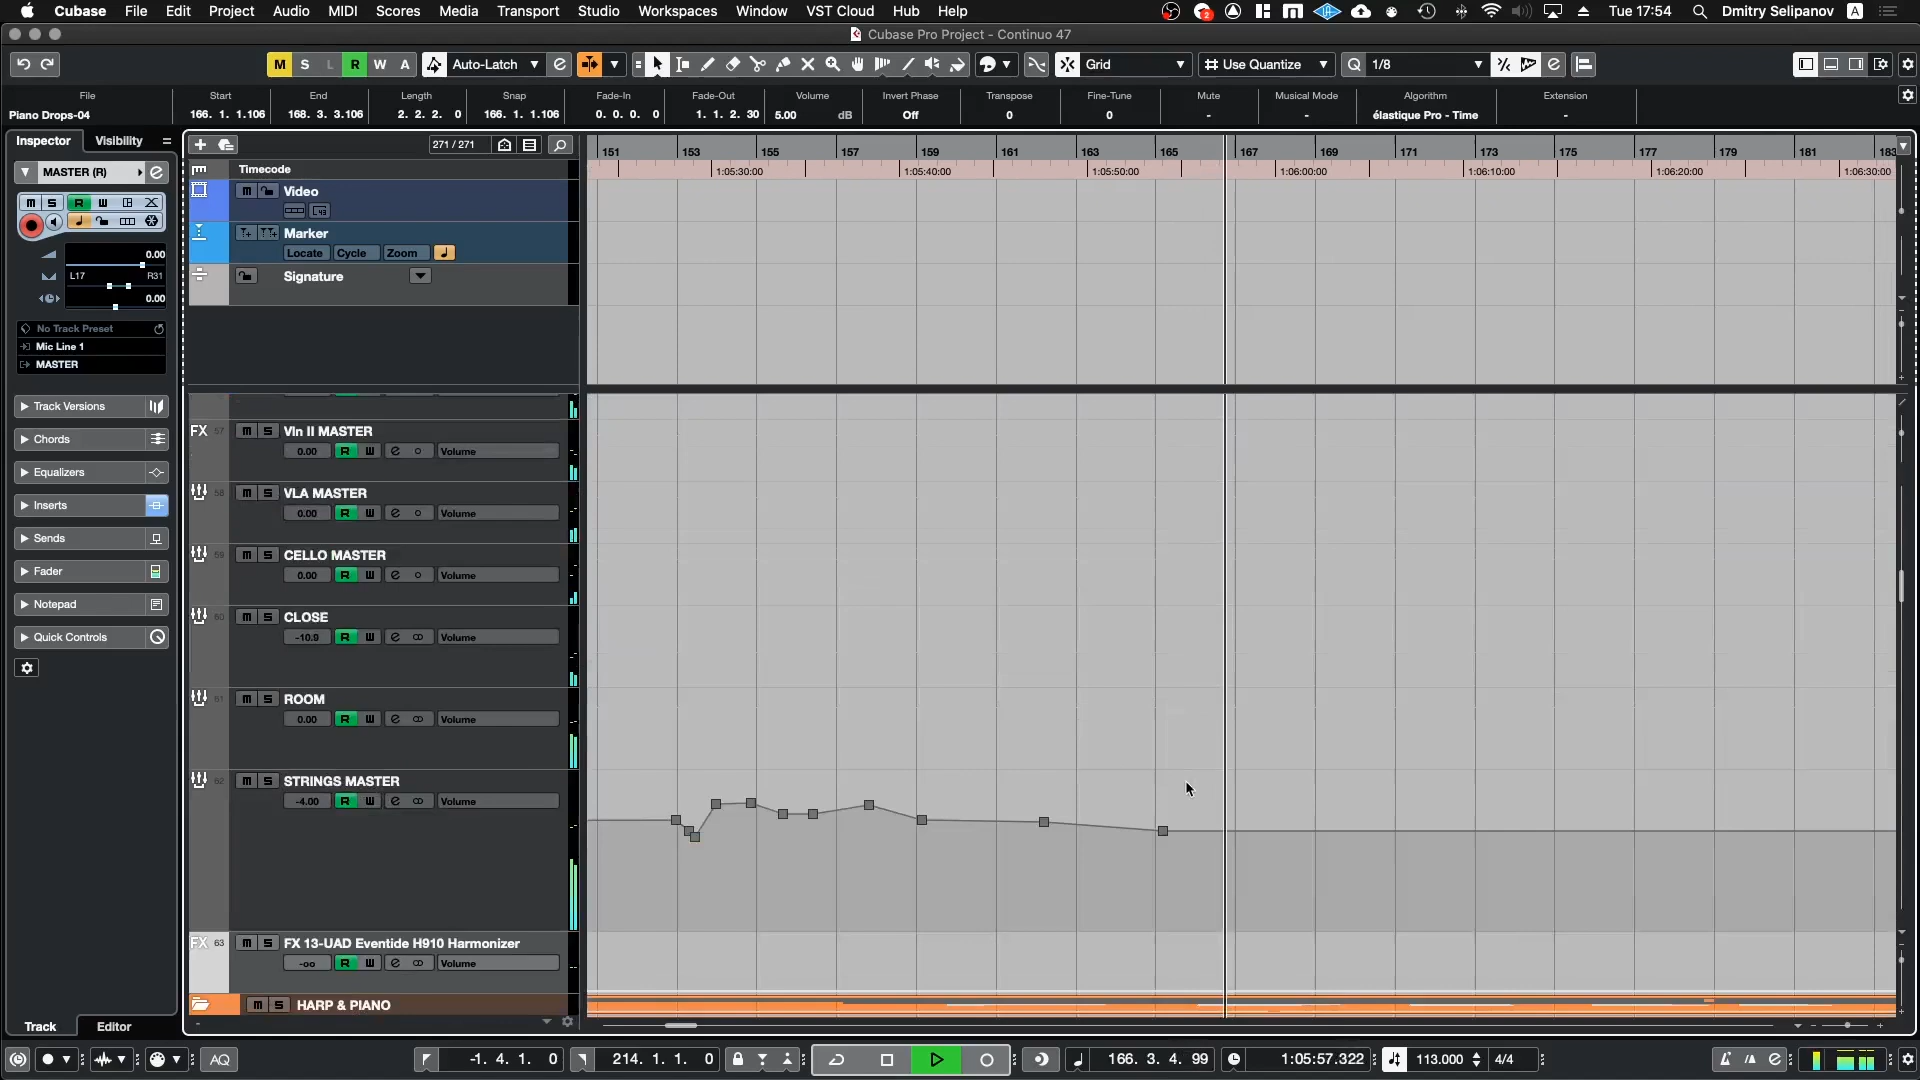 Cubase File Edit Project Audio MIDI Scores Media Transport Studio Workspaces Window VST Cloud Hub Help 2 Tue 17:54 Dmitry Selipanov A
Cubase Pro Project - Continuo 47
M S L R W A Auto-Latch Grid Use Quantize Q 1/8
File Start End Length Snap Fade-In Fade-Out Volume Invert Phase Transpose Fine-Tune Mute Musical Mode Algorithm Extension
Piano Drops-04 166. 1. 1.106 168. 3. 3.106 2. 2. 2. 0 166. 1. 1.106 0. 0. 0. 0 1. 1. 2. 30 5.00 dB Off 0 0 - - élastique Pro - Time -
Inspector Visibility
271 / 271
151 153 155 157 159 161 163 165 167 169 171 173 175 177 179 181 183
1:05:30:00 1:05:40:00 1:05:50:00 1:06:00:00 1:06:10:00 1:06:20:00 1:06:30:00
MASTER (R)
m S R W
0.00
L17 R31
0.00
No Track Preset
Mic Line 1
MASTER
Track Versions
Chords
Equalizers
Inserts
Sends
Fader
Notepad
Quick Controls
Timecode
m Video
Marker
Locate Cycle Zoom
Signature
FX 57 m S Vln II MASTER
0.00 R W e Volume
58 m S VLA MASTER
0.00 R W e Volume
59 m S CELLO MASTER
0.00 R W e Volume
60 m S CLOSE
-10.9 R W e Volume
61 m S ROOM
0.00 R W e Volume
62 m S STRINGS MASTER
-4.00 R W e Volume
FX 63 m S FX 13-UAD Eventide H910 Harmonizer
-oo R W e Volume
m S HARP & PIANO
Track Editor
AQ -1. 4. 1. 0 214. 1. 1. 0 166. 3. 4. 99 1:05:57.322 113.000 4/4